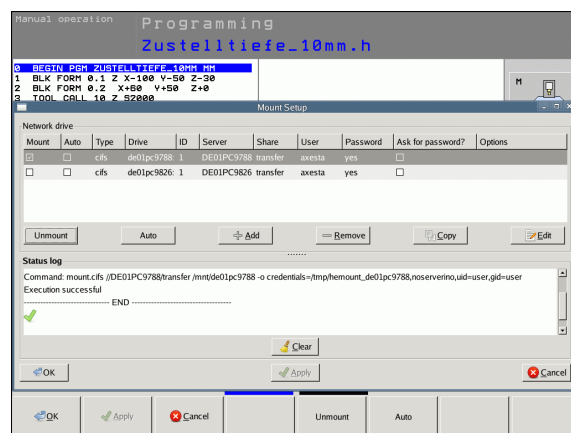 Manual operation
Programming
Zustelltiefe_10mm.h
0 BEGIN PGM ZUSTELLTIEFE_10MM MM
1 BLK FORM 0.1 Z X-100 Y-50 Z-30
2 BLK FORM 0.2 X+60 Y+50 Z+0
3 TOOL CALL 10 Z S2000
M
Mount Setup
Network drive
Mount Auto Type Drive ID Server Share User Password Ask for password? Options
cifs de01pc9788: 1 DE01PC9788 transfer axesta yes
cifs de01pc9826: 1 DE01PC9826 transfer axesta yes
Unmount Auto Add Remove Copy Edit
Status log
Command: mount.cifs //DE01PC9788/transfer /mnt/de01pc9788 -o credentials=/tmp/hemount_de01pc9788,noserverino,uid=user,gid=user
Execution successful
------------------------------- END ------------------------------------
Clear
OK Apply Cancel
OK Apply Cancel Unmount Auto